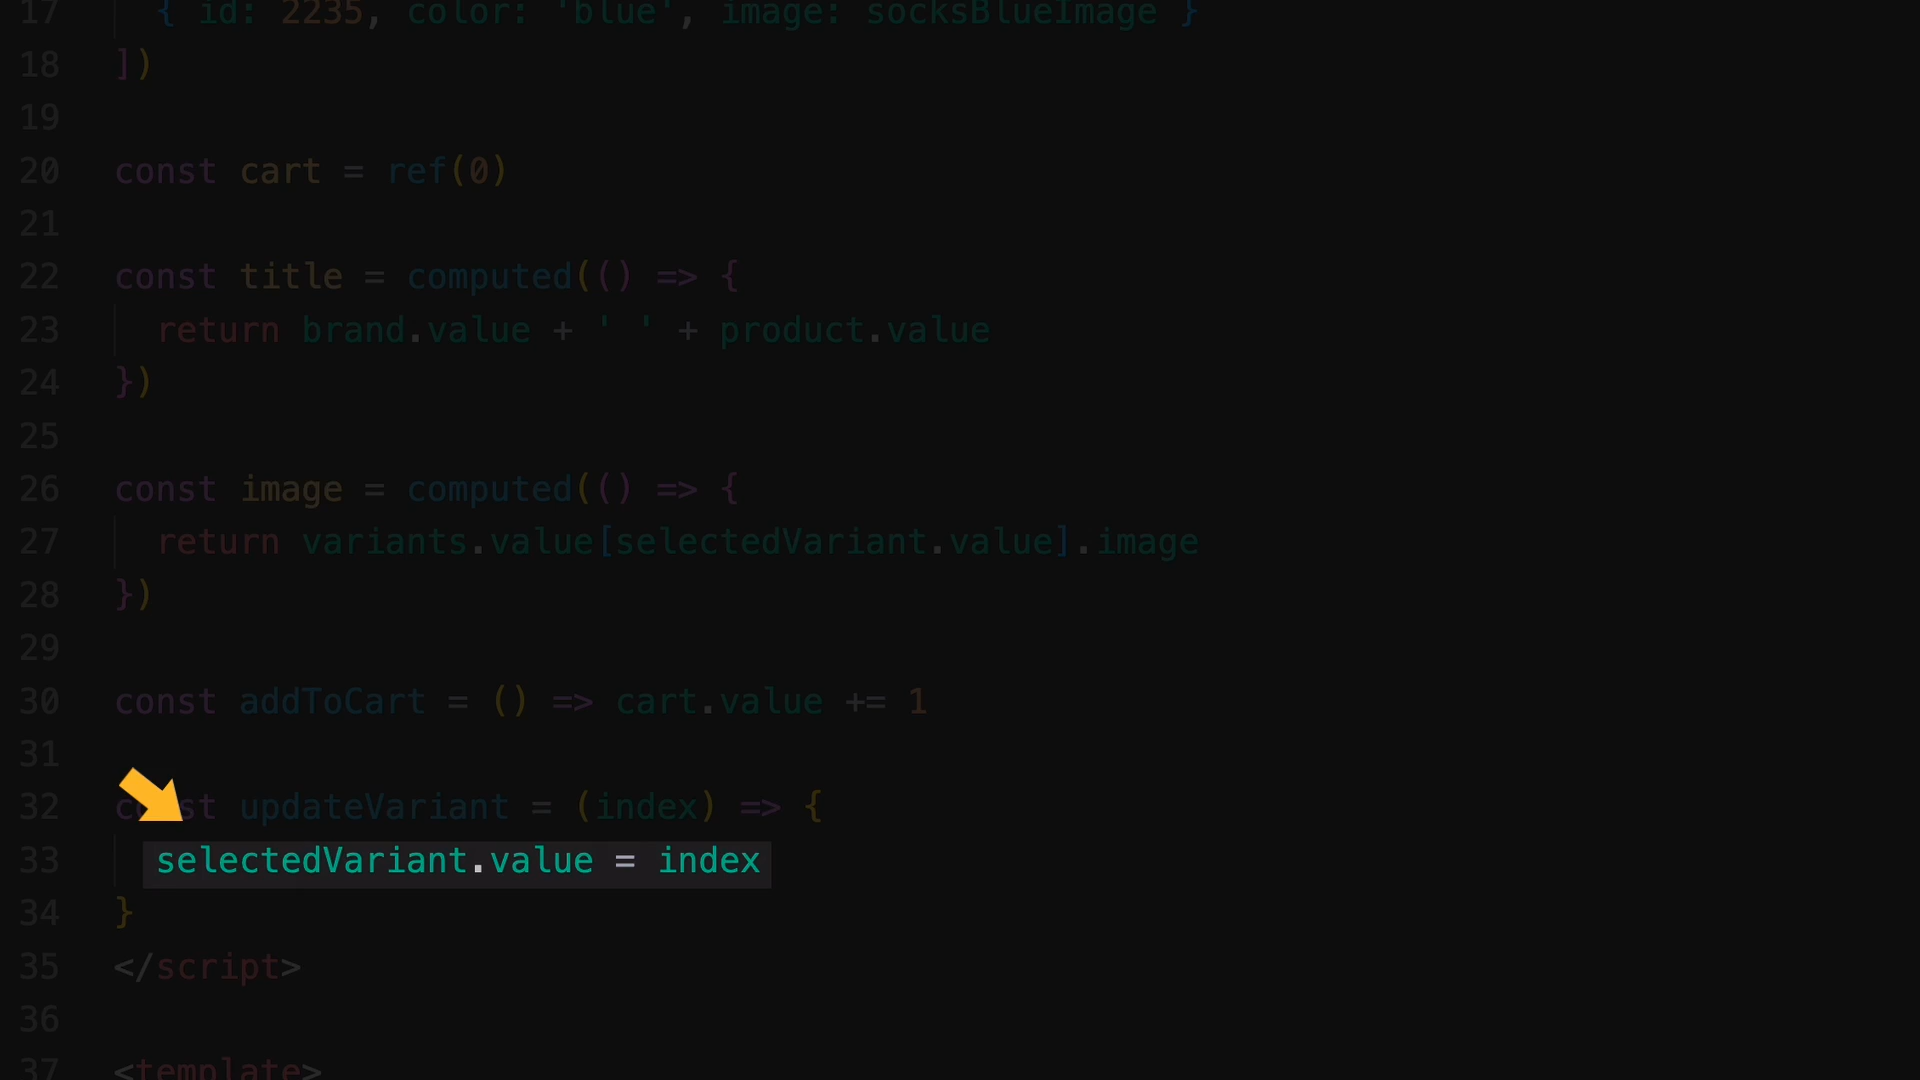 17 { id: 2235, color: 'blue', image: socksBlueImage }
18 ])
19
20 const cart = ref(0)
21
22 const title = computed(() => {
23 return brand.value + ' ' + product.value
24 })
25
26 const image = computed(() => {
27 return variants.value[selectedVariant.value].image
28 })
29
30 const addToCart = () => cart.value += 1
31
32 const updateVariant = (index) => {
33 selectedVariant.value = index
34 }
35 </script>
36
37 <template>